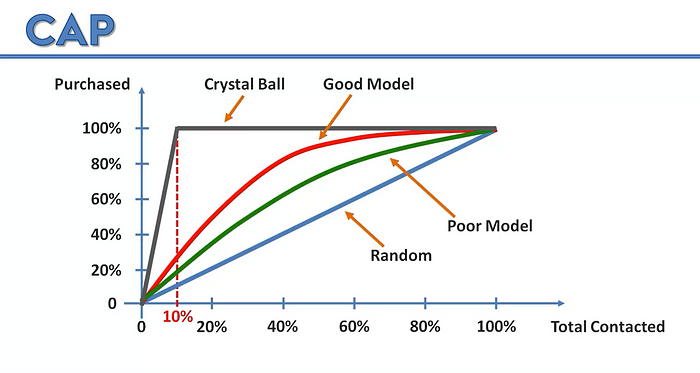 CAP
Purchased
Crystal Ball
Good Model
100%
80%
60%
40%
20%
0
Poor Model
Random
0
10%
20%
40%
60%
80%
100%
Total Contacted